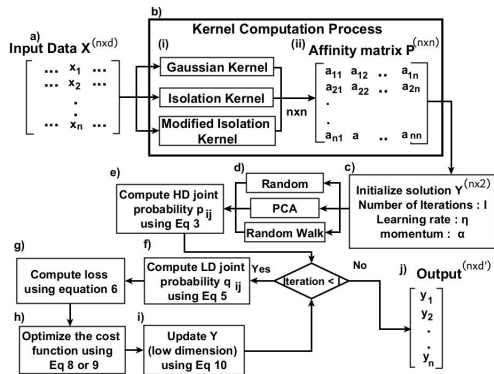 a)
Input Data X(nxd)
... x1 ...
... x2 ...
.
.
... xn ...
b)
Kernel Computation Process
(i)
Gaussian Kernel
Isolation Kernel
Modified Isolation
Kernel
nxn
(ii)
Affinity matrix P(nxn)
a11 a12 .. a1n
a21 a22 .. a2n
.
.
an1 a .. ann
c)
Initialize solution Y(nx2)
Number of Iterations : I
Learning rate : η
momentum : α
d)
Random
PCA
Random Walk
e)
Compute HD joint
probability pij
using Eq 3
f)
Compute LD joint
probability qij
using Eq 5
Yes
Iteration < I
No
g)
Compute loss
using equation 6
h)
Optimize the cost
function using
Eq 8 or 9
i)
Update Y
(low dimension)
using Eq 10
j)
Output(nxd')
y1
y2
.
.
yn